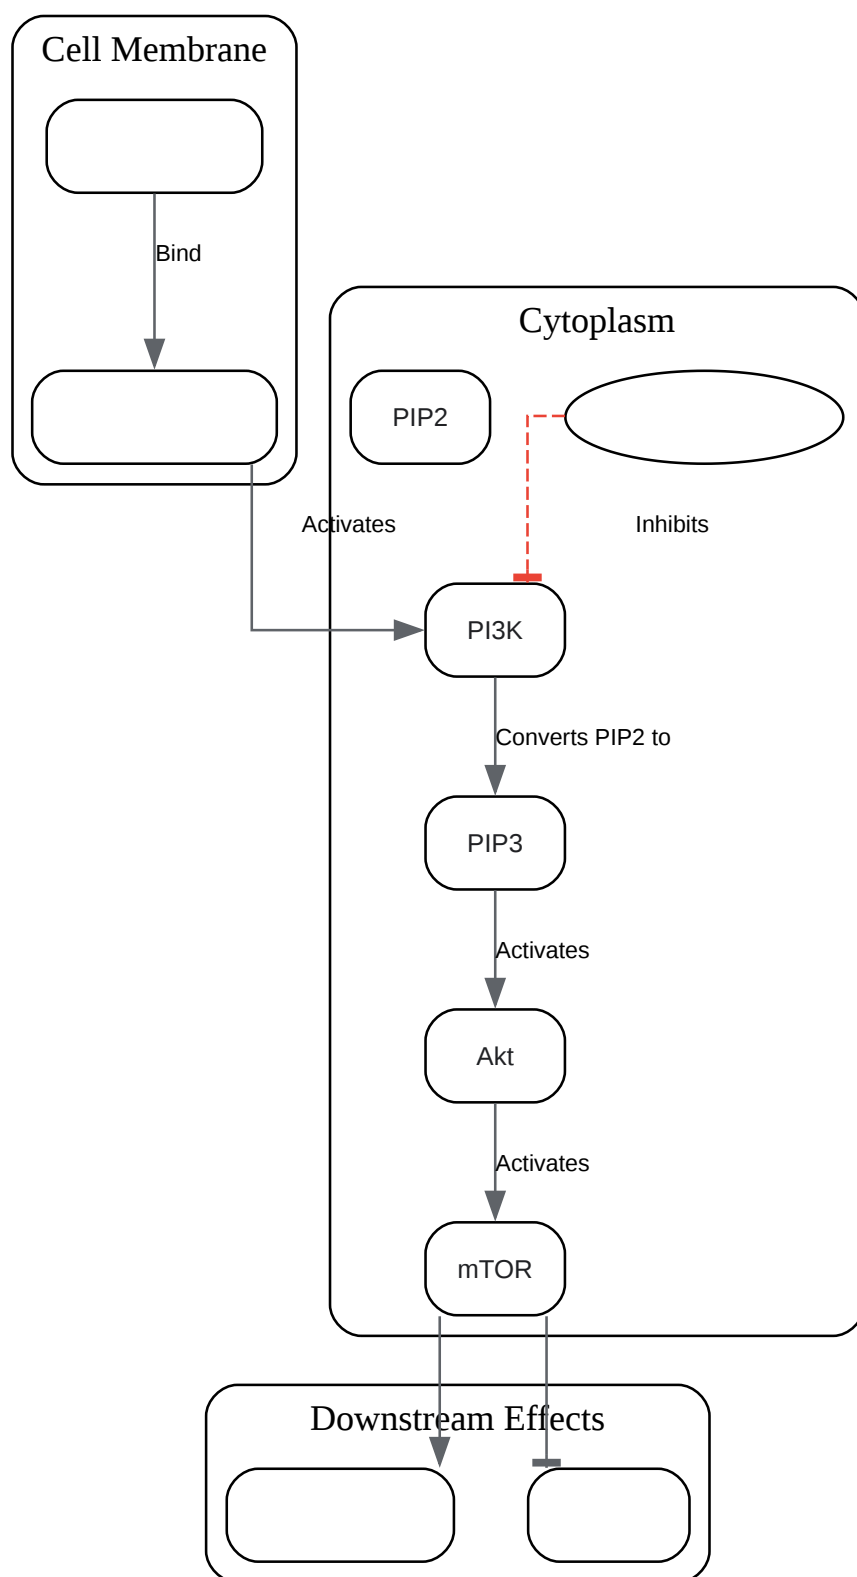 Cell Membrane
Bind
Cytoplasm
PIP2
Activates
Inhibits
PI3K
Converts PIP2 to
PIP3
Activates
Akt
Activates
mTOR
Downstream Effects